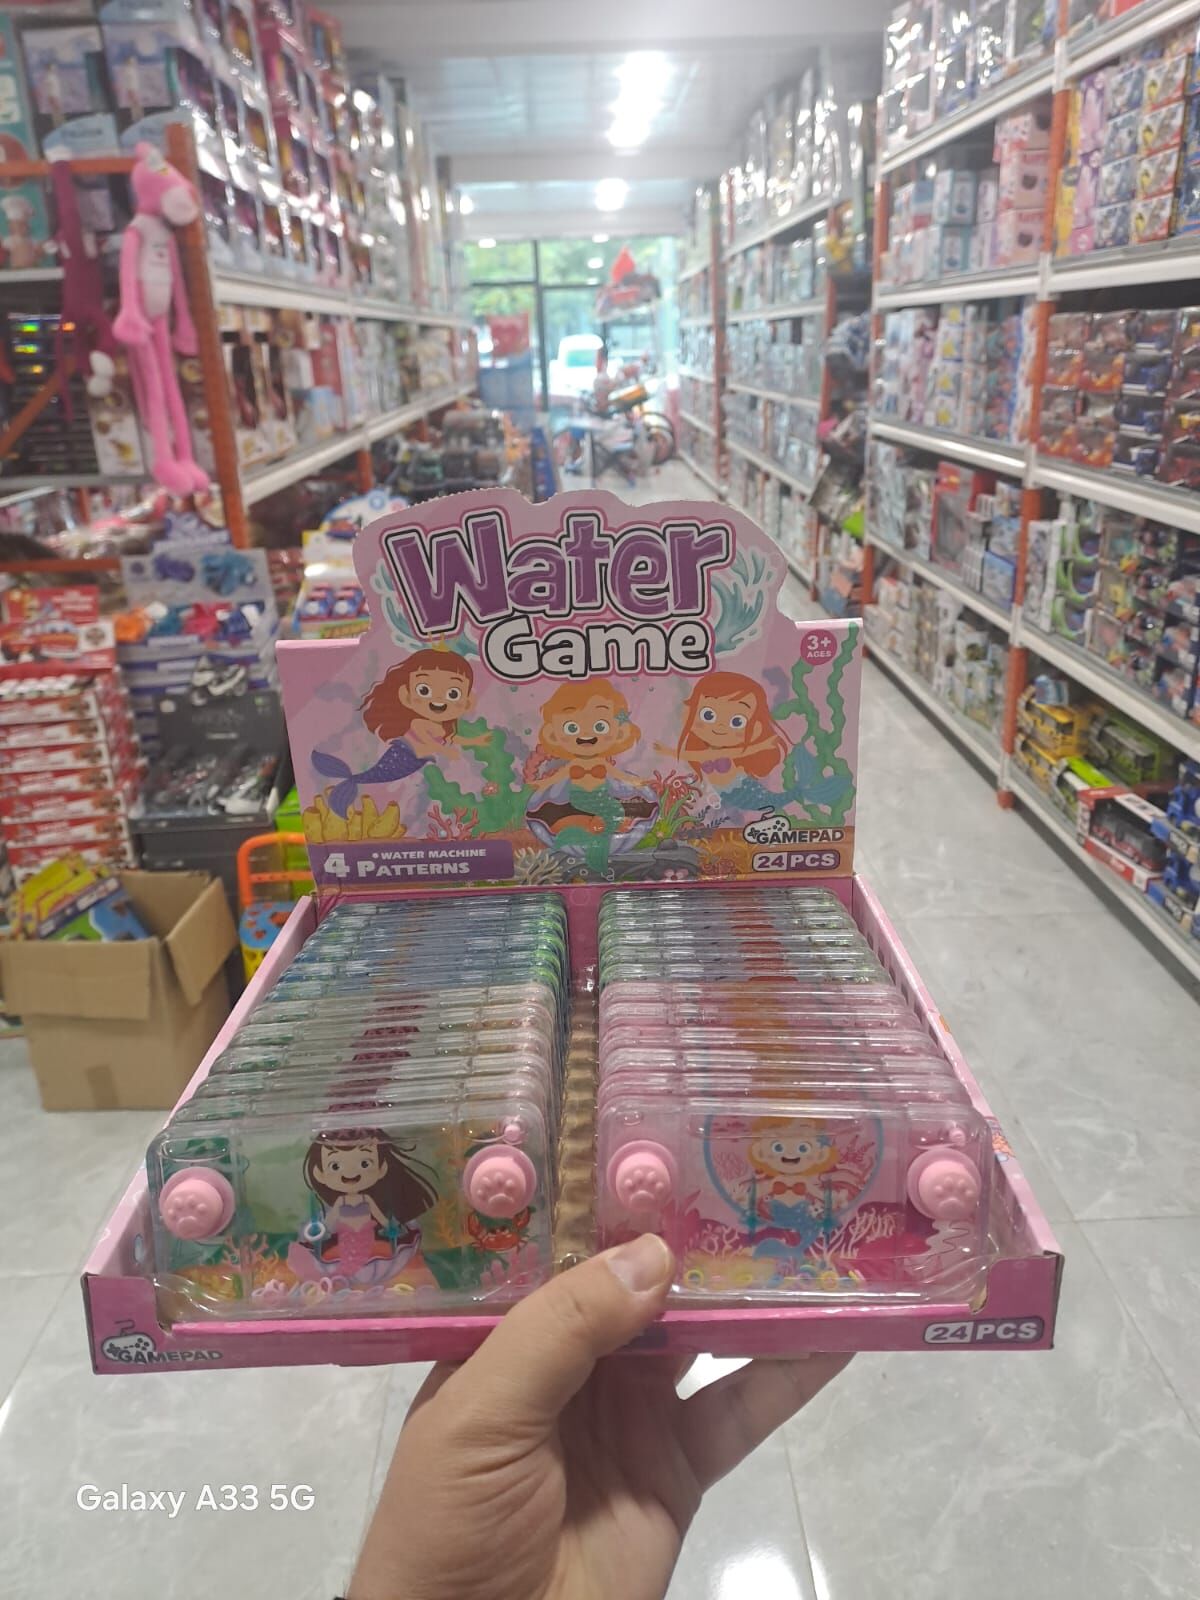 Water
Game
3+
AGES
4 • WATER MACHINE
PATTERNS
GAMEPAD
24 PCS
GAMEPAD
24 PCS
Galaxy A33 5G